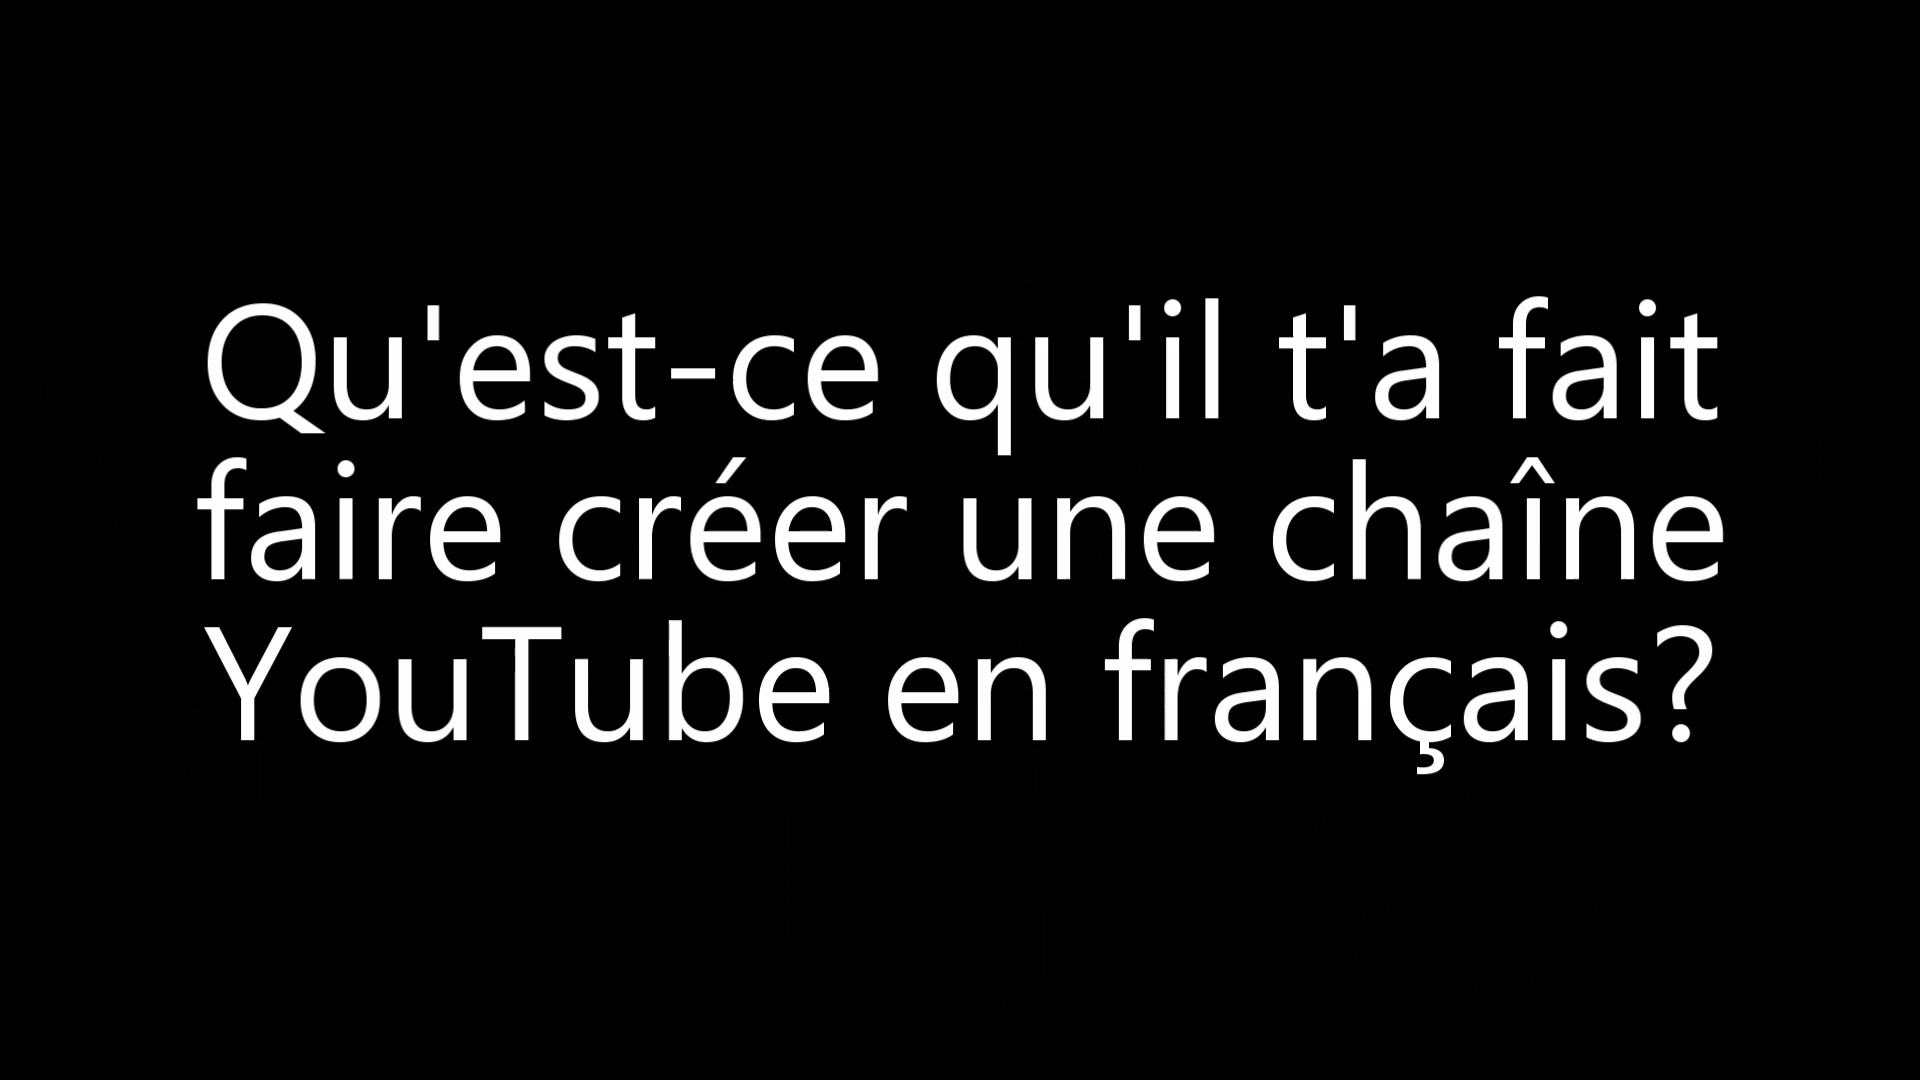 Qu'est-ce qu'il t'a fait
faire créer une chaîne
YouTube en français?